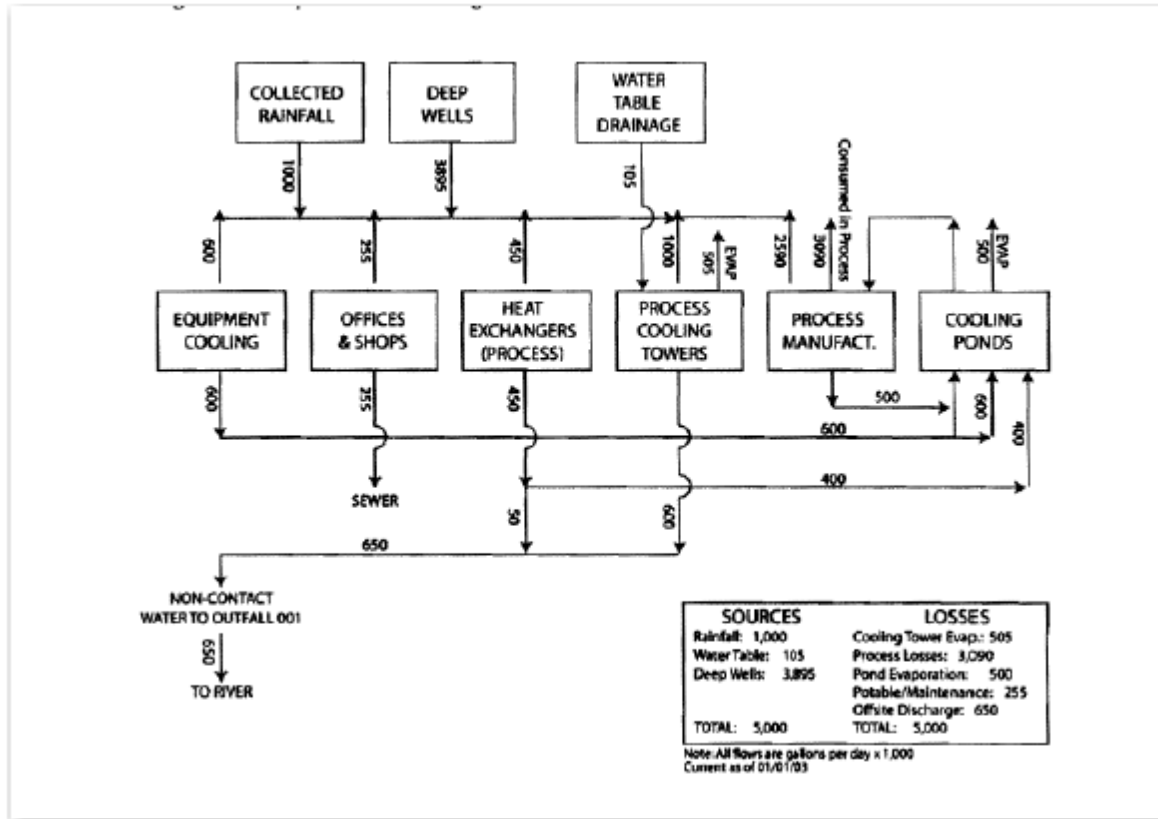 COLLECTED
RAINFALL
DEEP
WELLS
WATER
TABLE
DRAINAGE
1000
3895
105
Consumed in Process
600
255
450
1000
505
EVAP
2590
3090
500
EVAP
EQUIPMENT
COOLING
OFFICES
& SHOPS
HEAT
EXCHANGERS
(PROCESS)
PROCESS
COOLING
TOWERS
PROCESS
MANUFACT.
COOLING
PONDS
600
255
450
500
600
600
400
SEWER
400
50
600
650
NON-CONTACT
WATER TO OUTFALL 001
650
TO RIVER
SOURCES
Rainfall: 1,000
Water Table: 105
Deep Wells: 3,895
TOTAL: 5,000
LOSSES
Cooling Tower Evap.: 505
Process Losses: 3,090
Pond Evaporation: 500
Potable/Maintenance: 255
Offsite Discharge: 650
TOTAL: 5,000
Note: All flows are gallons per day x 1,000
Current as of 01/01/03